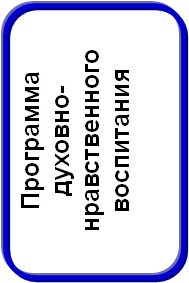 Программа
духовно-
нравственного
воспитания